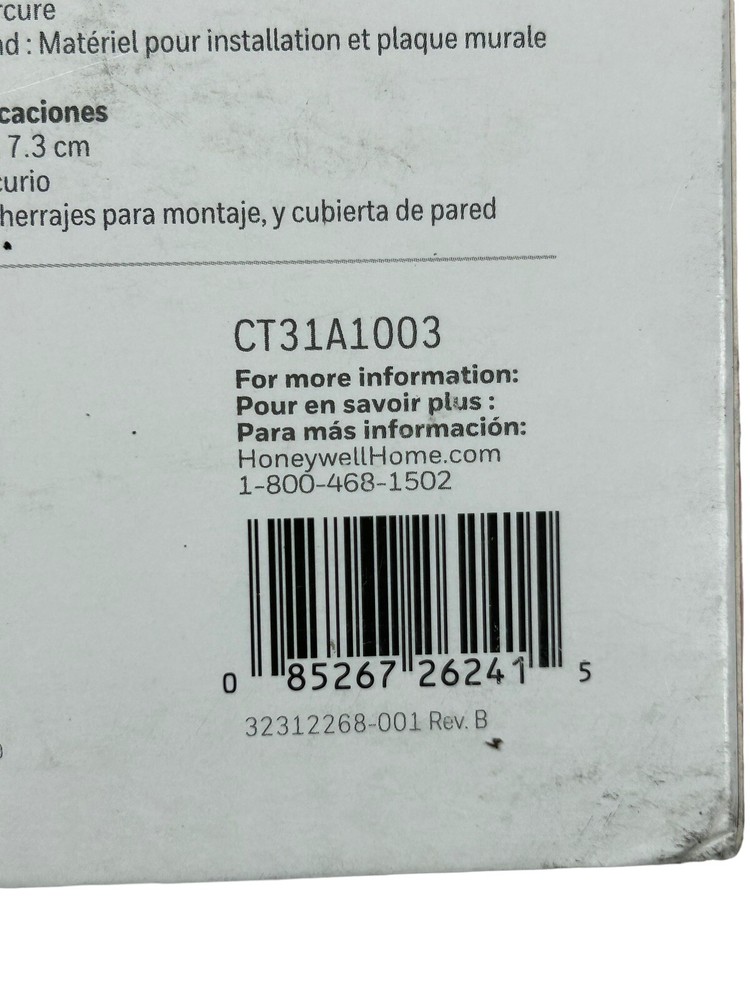 rcure
nd : Matériel pour installation et plaque murale
caciones
7.3 cm
curio
herrajes para montaje, y cubierta de pared
CT31A1003
For more information:
Pour en savoir plus :
Para más información:
HoneywellHome.com
1-800-468-1502
0 85267 26241 5
32312268-001 Rev. B